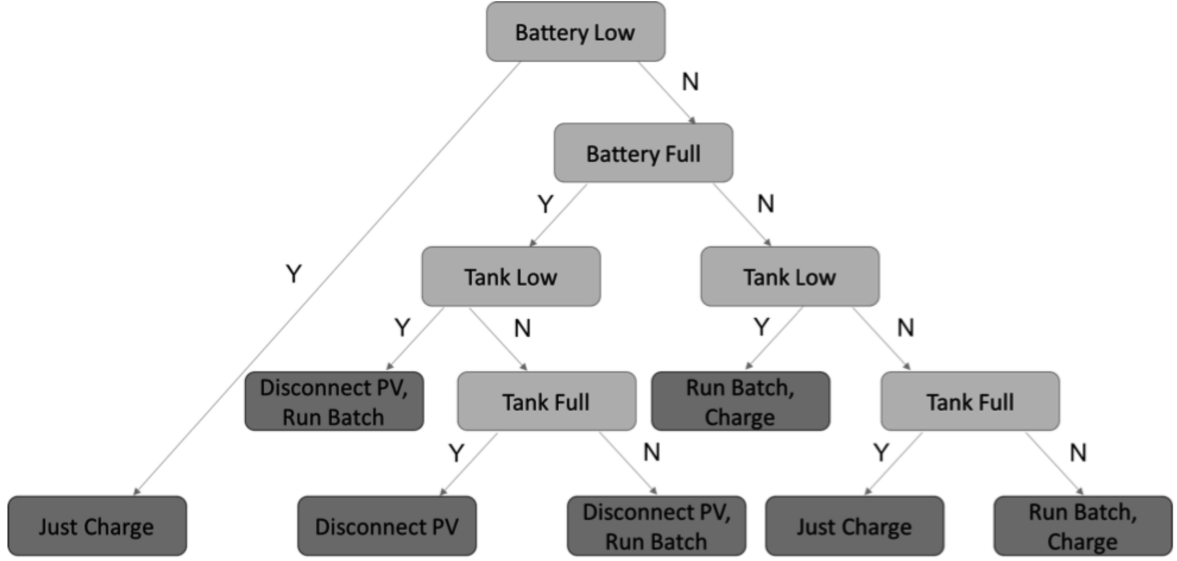 Battery Low
N
Battery Full
Y
N
Y
Tank Low
Tank Low
Y
N
Y
N
Disconnect PV,
Run Batch
Tank Full
Run Batch,
Charge
Tank Full
Y
N
Y
N
Just Charge
Disconnect PV
Disconnect PV,
Run Batch
Just Charge
Run Batch,
Charge